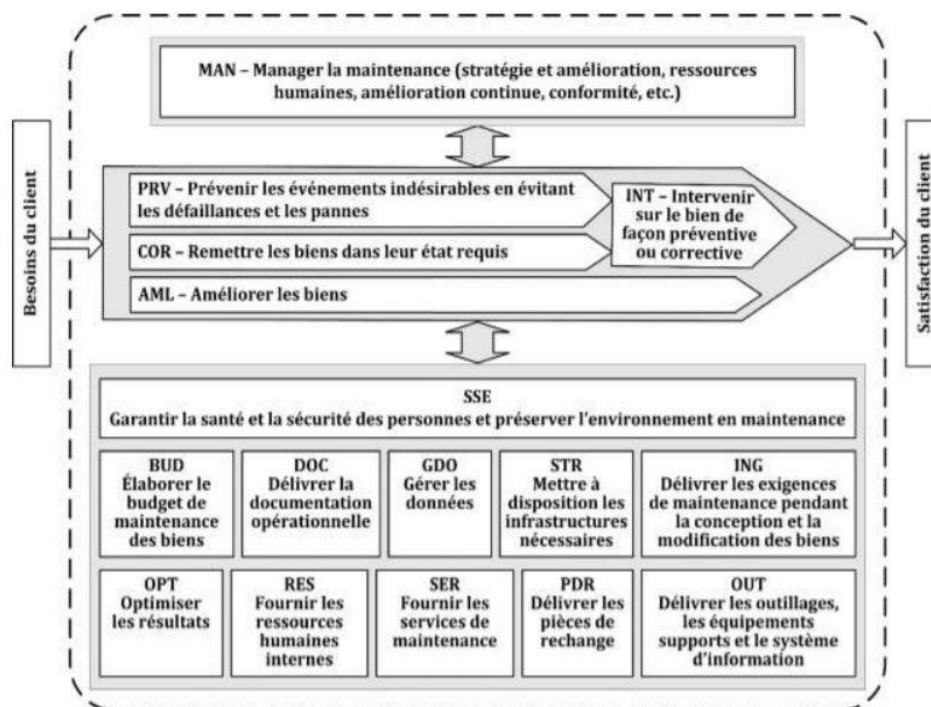 MAN – Manager la maintenance (stratégie et amélioration, ressources
humaines, amélioration continue, conformité, etc.)
Besoins du client
PRV – Prévenir les événements indésirables en évitant
les défaillances et les pannes
COR – Remettre les biens dans leur état requis
AML – Améliorer les biens
INT – Intervenir
sur le bien de
façon préventive
ou corrective
Satisfaction du client
SSE
Garantir la santé et la sécurité des personnes et préserver l'environnement en maintenance
BUD
Élaborer le
budget de
maintenance
des biens
DOC
Délivrer la
documentation
opérationnelle
GDO
Gérer les
données
STR
Mettre à
disposition les
infrastructures
nécessaires
ING
Délivrer les exigences
de maintenance pendant
la conception et la
modification des biens
OPT
Optimiser
les résultats
RES
Fournir les
ressources
humaines
internes
SER
Fournir les
services de
maintenance
PDR
Délivrer les
pièces de
rechange
OUT
Délivrer les outillages,
les équipements
supports et le système
d'information